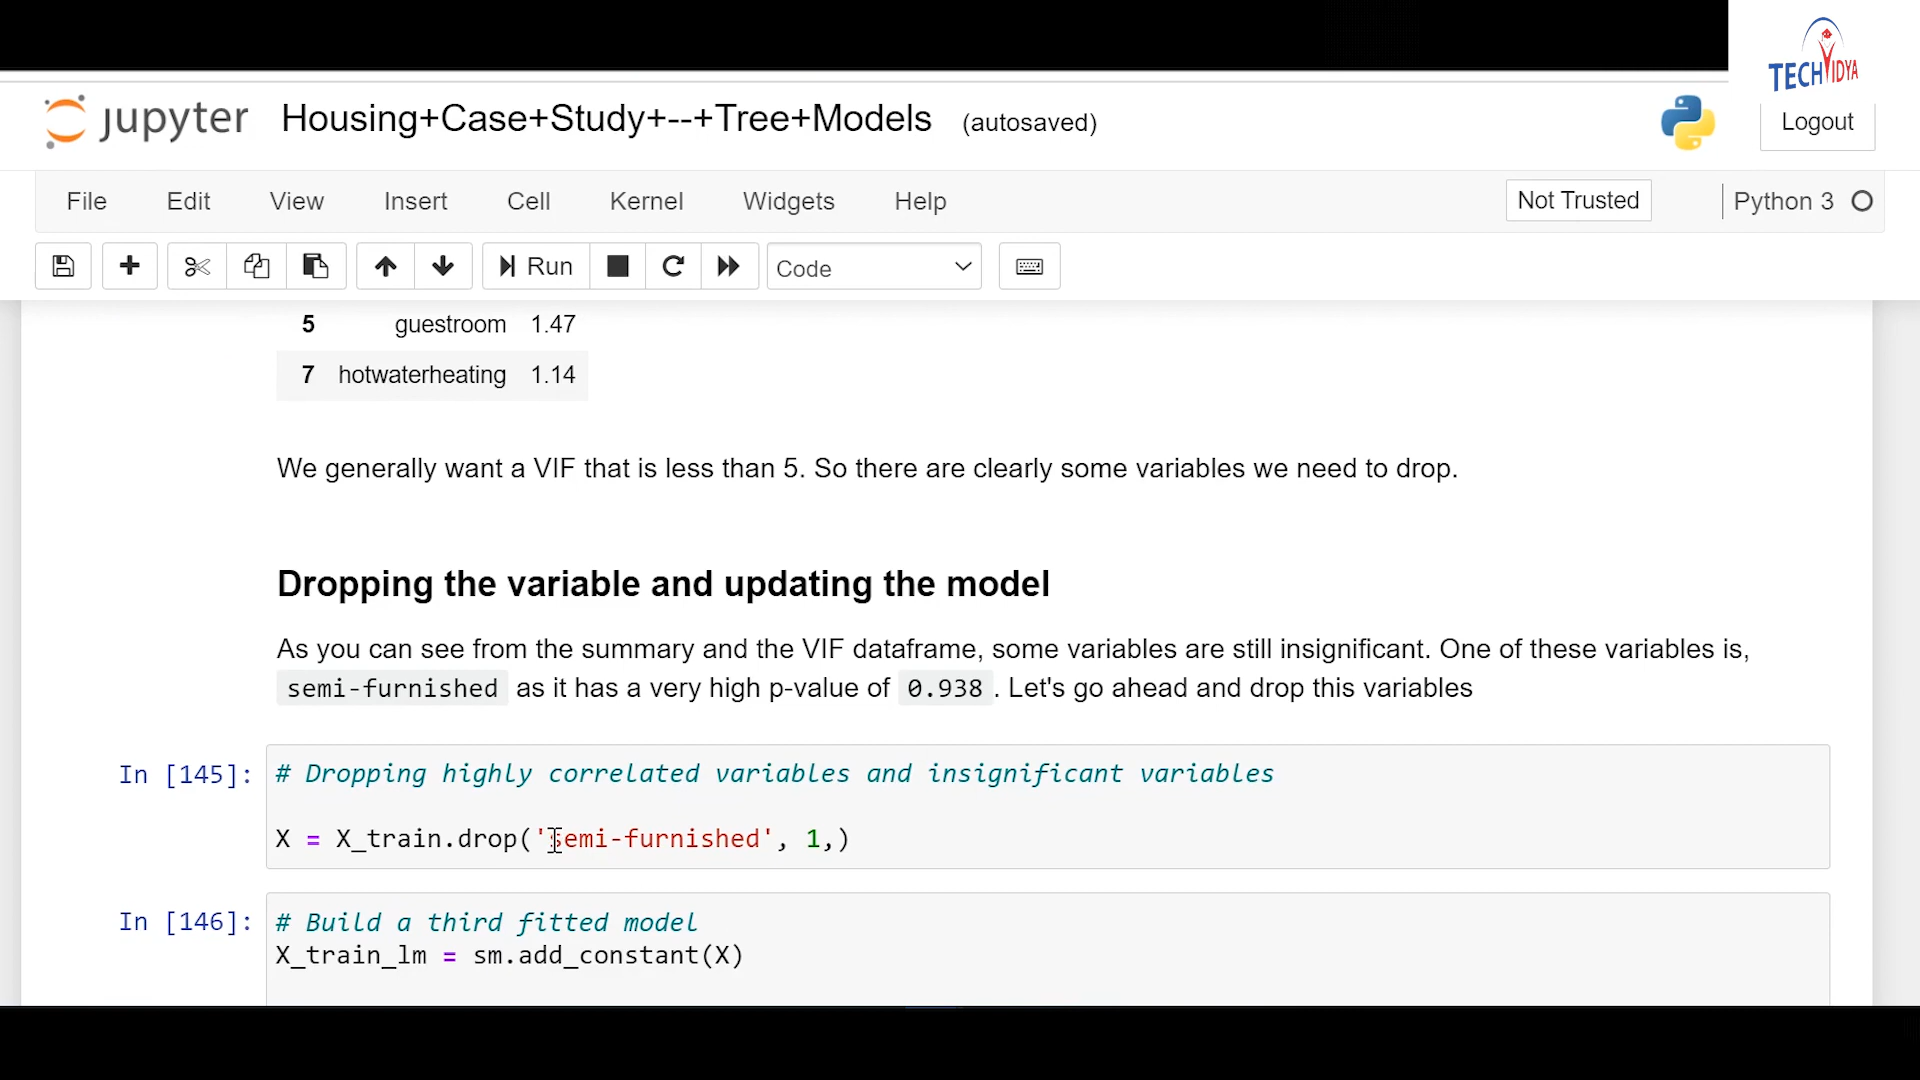 TECHVIDYA
jupyter Housing+Case+Study+--+Tree+Models (autosaved)
Logout
File Edit View Insert Cell Kernel Widgets Help Not Trusted Python 3
Run Code
5 guestroom 1.47
7 hotwaterheating 1.14
We generally want a VIF that is less than 5. So there are clearly some variables we need to drop.
Dropping the variable and updating the model
As you can see from the summary and the VIF dataframe, some variables are still insignificant. One of these variables is,
semi-furnished as it has a very high p-value of 0.938 . Let's go ahead and drop this variables
In [145]: # Dropping highly correlated variables and insignificant variables
X = X_train.drop('semi-furnished', 1,)
In [146]: # Build a third fitted model
X_train_lm = sm.add_constant(X)